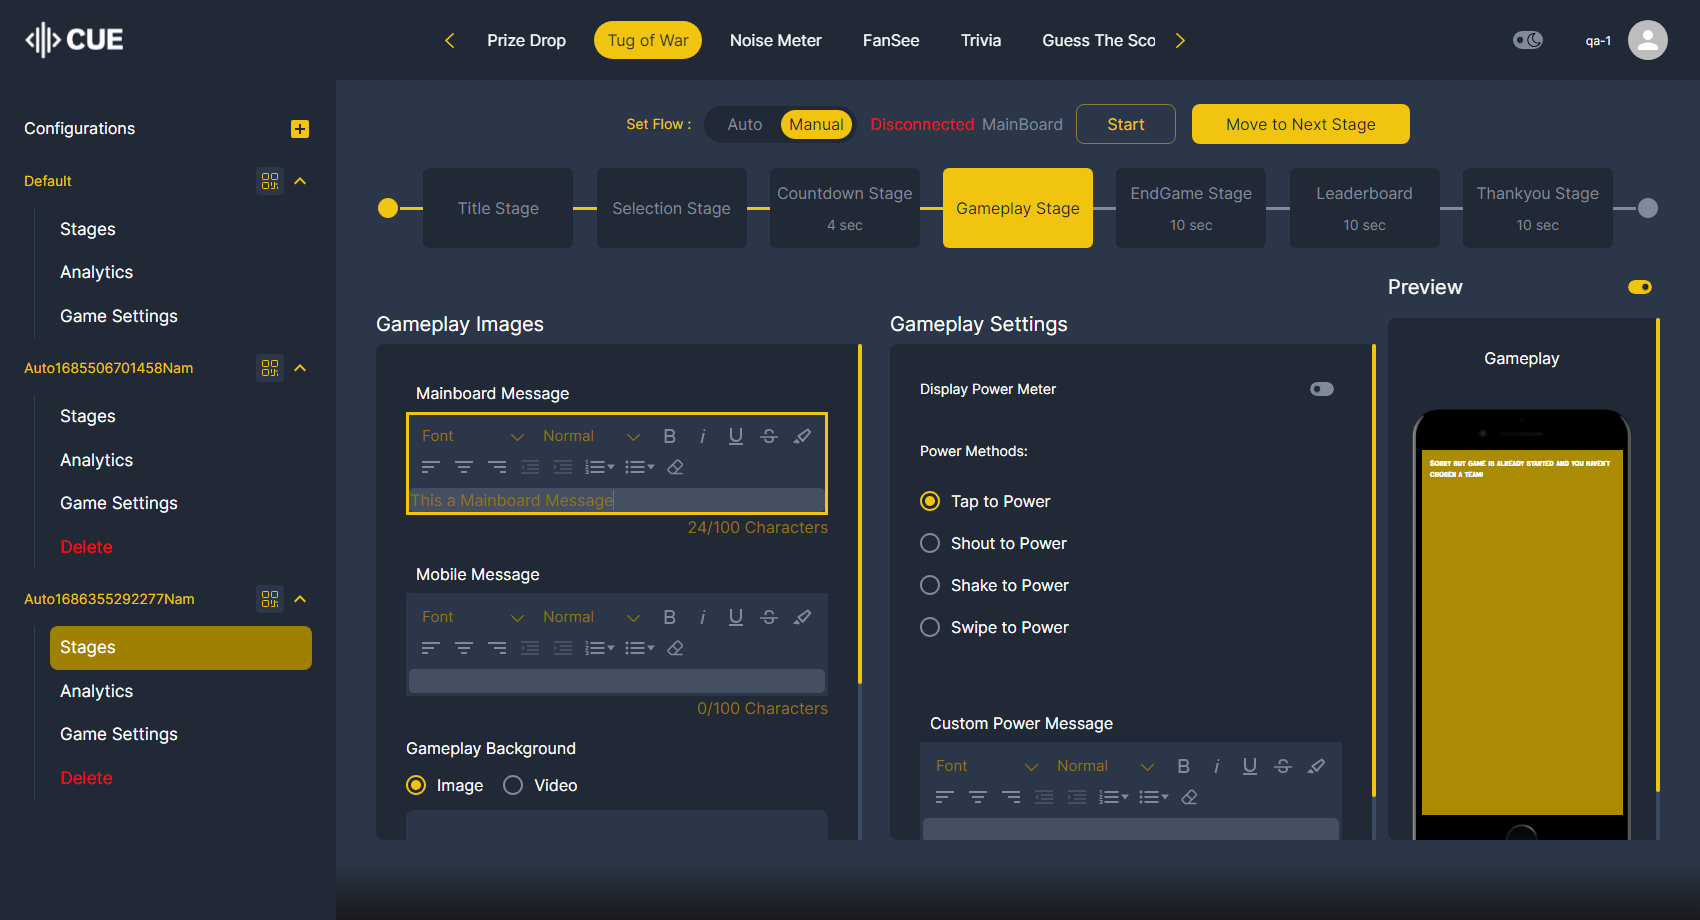 CUE
Prize Drop
Tug of War
Noise Meter
FanSee
Trivia
Guess The Sco
qa-1
Configurations
Default
Stages
Analytics
Game Settings
Auto1685506701458Nam
Stages
Analytics
Game Settings
Delete
Auto1686355292277Nam
Stages
Analytics
Game Settings
Delete
Set Flow :
Auto
Manual
Disconnected MainBoard
Start
Move to Next Stage
Title Stage
Selection Stage
Countdown Stage
4 sec
Gameplay Stage
EndGame Stage
10 sec
Leaderboard
10 sec
Thankyou Stage
10 sec
Gameplay Images
Mainboard Message
Font
Normal
B i U S
This a Mainboard Message
24/100 Characters
Mobile Message
Font
Normal
B i U S
0/100 Characters
Gameplay Background
Image
Video
Gameplay Settings
Display Power Meter
Power Methods:
Tap to Power
Shout to Power
Shake to Power
Swipe to Power
Custom Power Message
Font
Normal
B i U S
Preview
Gameplay
Sorry but game is already started and you haven't
chosen a team!